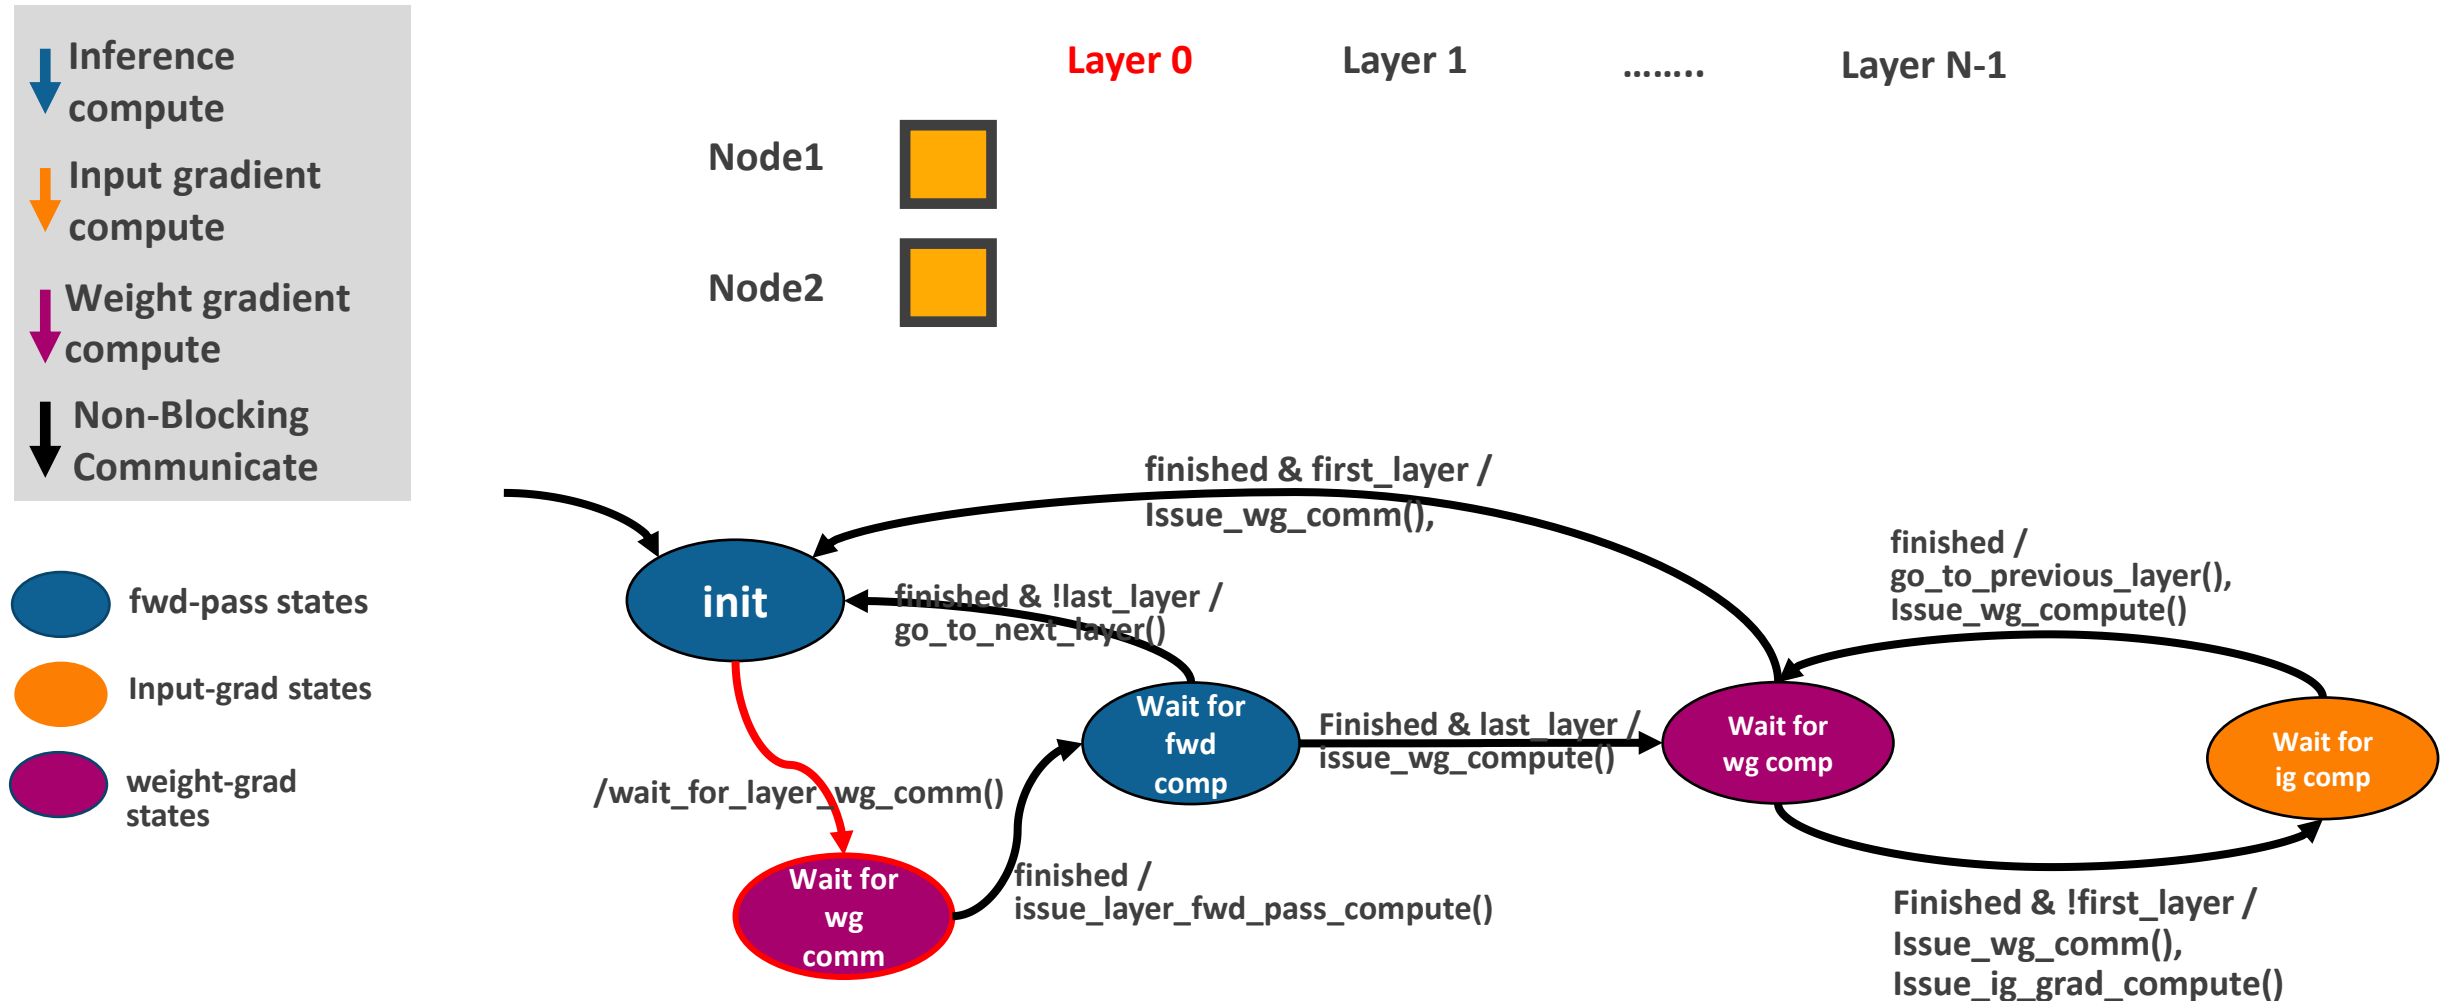 Inference
compute
Input gradient
compute
Weight gradient
compute
Non-Blocking
Communicate
fwd-pass states
Input-grad states
weight-grad
states
Layer 0
Layer 1
........
Layer N-1
Node1
Node2
finished & first_layer /
Issue_wg_comm(),
init
finished & !last_layer /
go_to_next_layer()
finished /
go_to_previous_layer(),
Issue_wg_compute()
Wait for
fwd
comp
Finished & last_layer /
issue_wg_compute()
Wait for
wg comp
Wait for
ig comp
/wait_for_layer_wg_comm()
Wait for
wg
comm
finished /
issue_layer_fwd_pass_compute()
Finished & !first_layer /
Issue_wg_comm(),
Issue_ig_grad_compute()